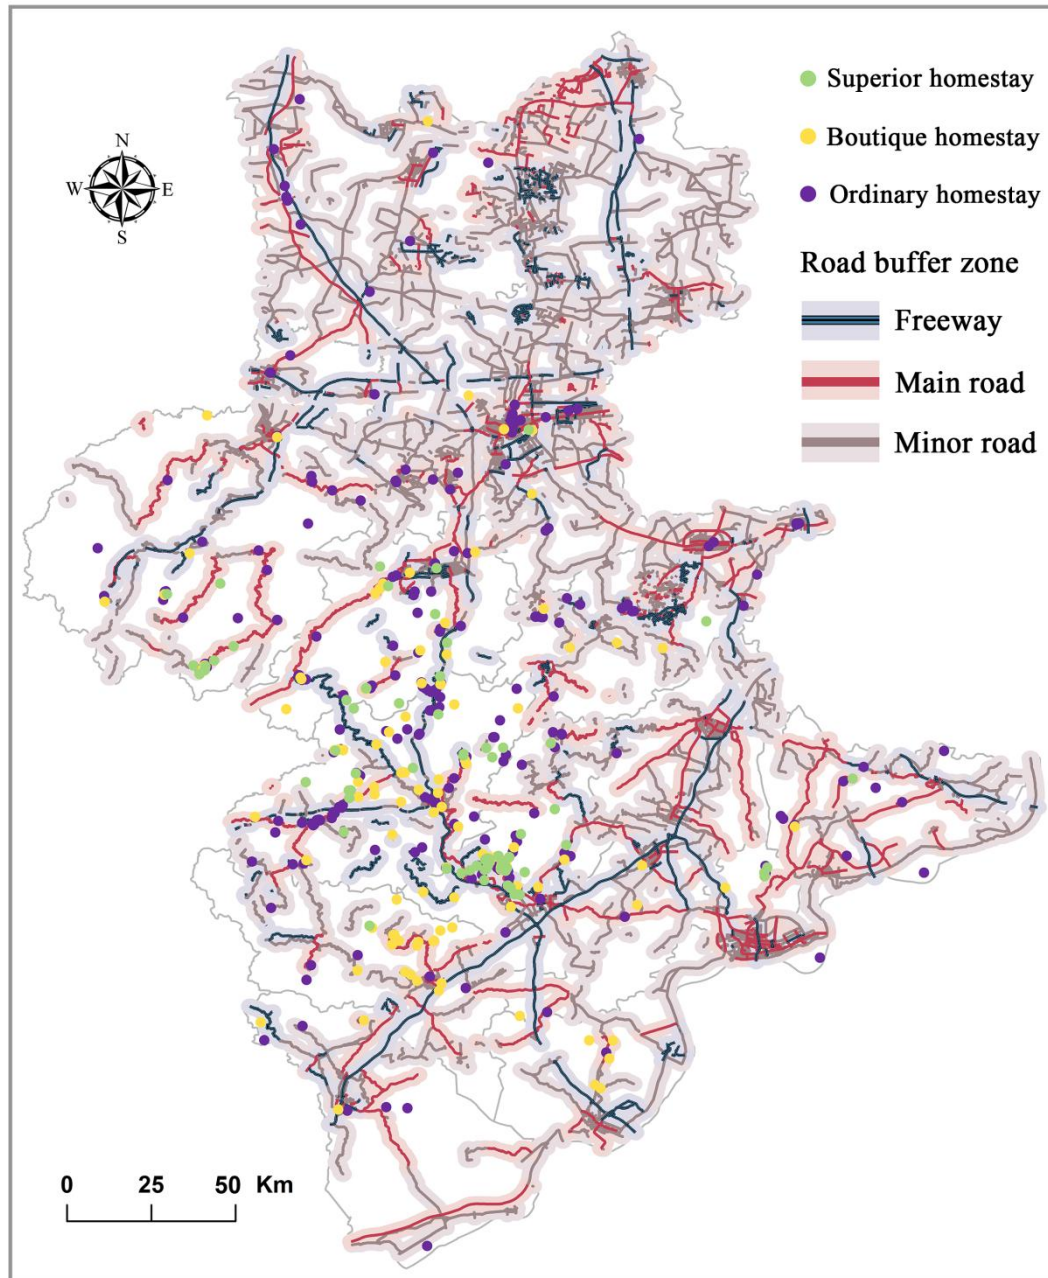 Superior homestay
Boutique homestay
Ordinary homestay
Road buffer zone
Freeway
Main road
Minor road
N
W E
S
0 25 50 Km